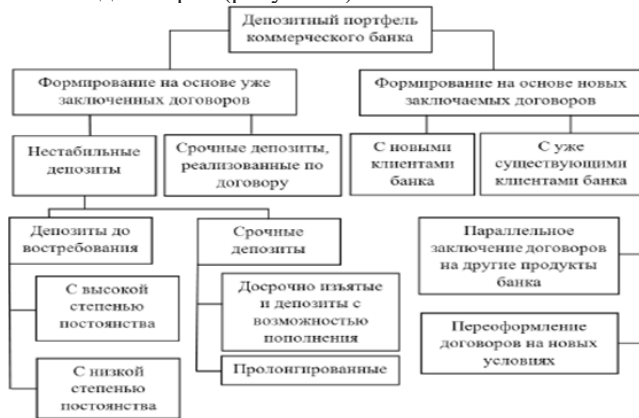 Депозитный портфель
коммерческого банка
Формирование на основе уже
заключенных договоров
Формирование на основе новых
заключаемых договоров
Нестабильные
депозиты
Срочные депозиты,
реализованные по
договору
С новыми
клиентами
банка
С уже
существующими
клиентами банка
Депозиты до
востребования
Срочные
депозиты
Параллельное
заключение договоров
на другие продукты
банка
С высокой
степенью
постоянства
Досрочно изъятые
и депозиты с
возможностью
пополнения
Переоформление
договоров на новых
условиях
С низкой
степенью
постоянства
Пролонгированные